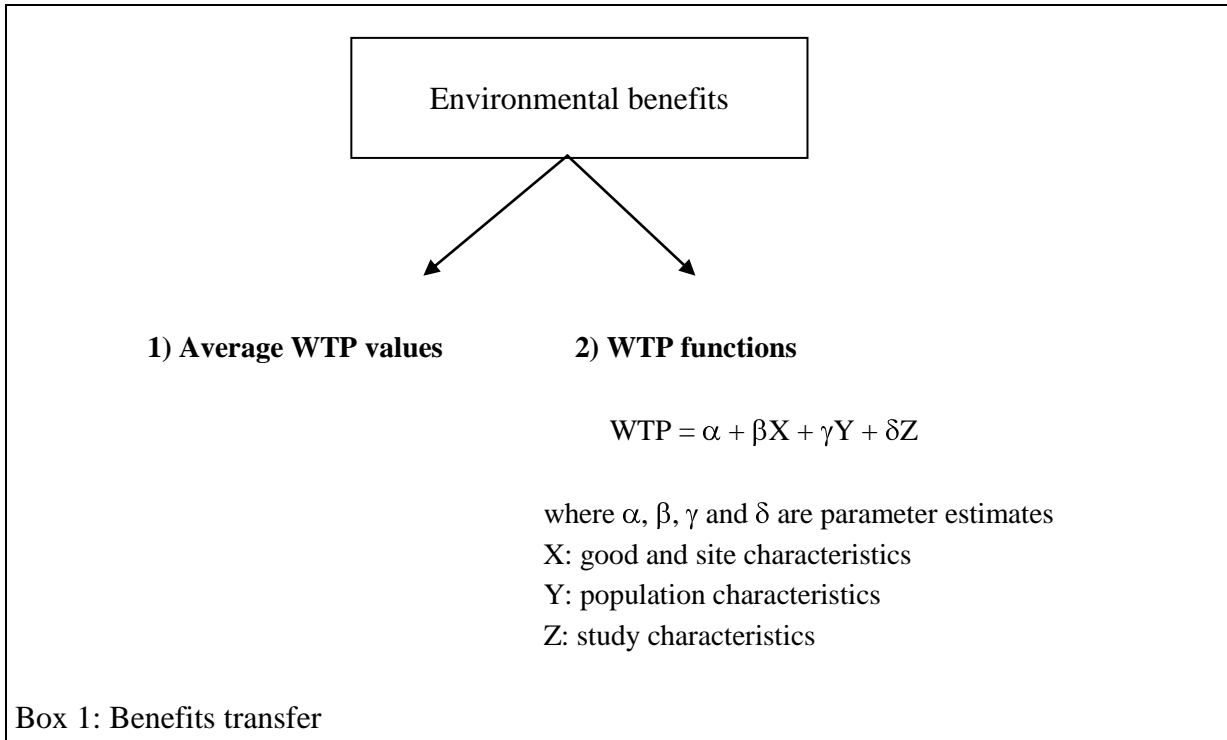 Environmental benefits
1) Average WTP values
2) WTP functions
WTP = α + βX + γY + δZ
where α, β, γ and δ are parameter estimates
X: good and site characteristics
Y: population characteristics
Z: study characteristics
Box 1: Benefits transfer